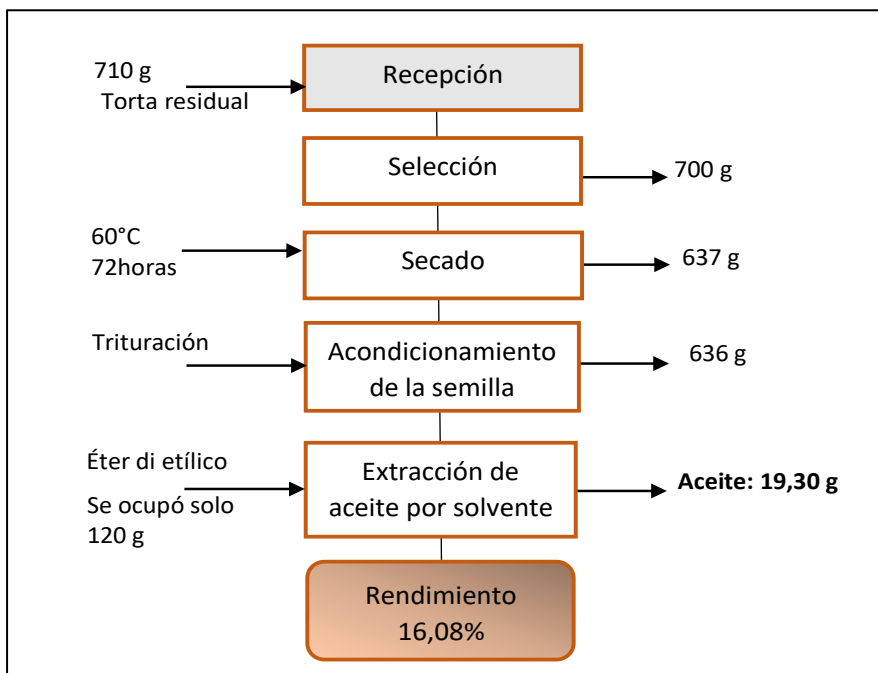 710 g
Torta residual
Recepción
Selección
700 g
60°C
72horas
Secado
637 g
Trituración
Acondicionamiento
de la semilla
636 g
Éter di etílico
Se ocupó solo
120 g
Extracción de
aceite por solvente
Aceite: 19,30 g
Rendimiento
16,08%